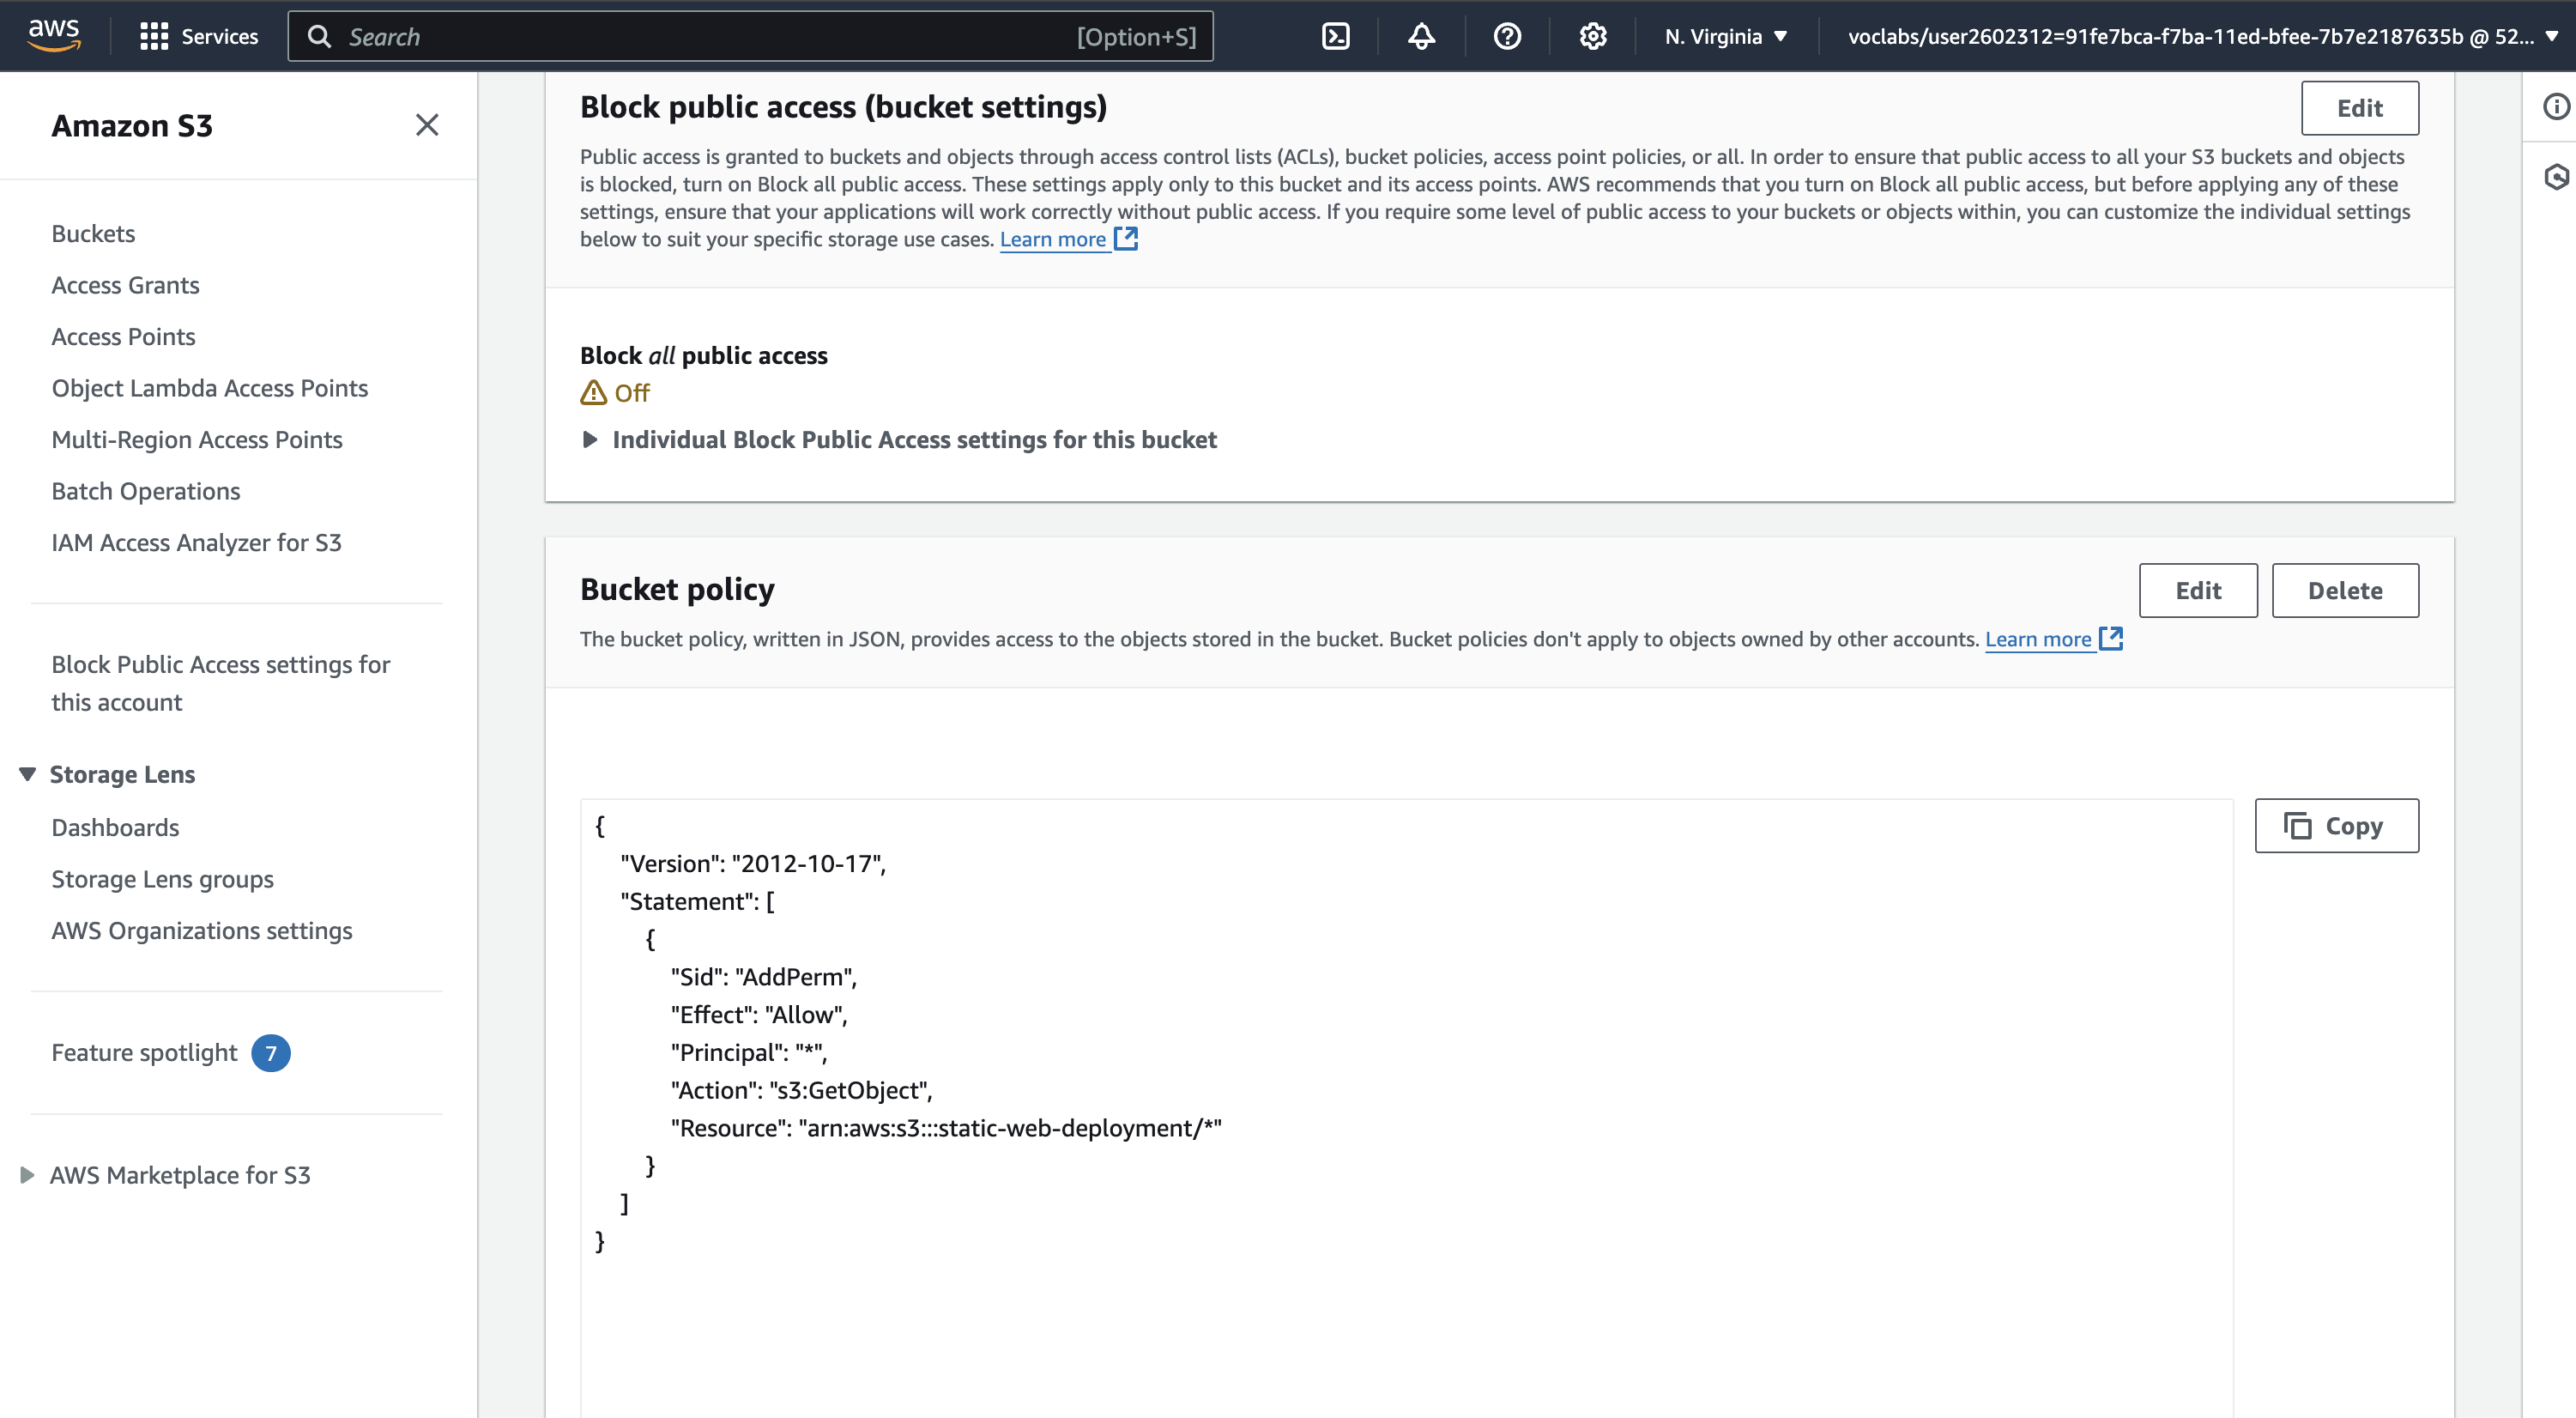 aws
Services
Search
[Option+S]
N. Virginia
voclabs/user2602312=91fe7bca-f7ba-11ed-bfee-7b7e2187635b @ 52...
Amazon S3
Buckets
Access Grants
Access Points
Object Lambda Access Points
Multi-Region Access Points
Batch Operations
IAM Access Analyzer for S3
Block Public Access settings for
this account
Storage Lens
Dashboards
Storage Lens groups
AWS Organizations settings
Feature spotlight 7
AWS Marketplace for S3
Block public access (bucket settings)
Edit
Public access is granted to buckets and objects through access control lists (ACLs), bucket policies, access point policies, or all. In order to ensure that public access to all your S3 buckets and objects
is blocked, turn on Block all public access. These settings apply only to this bucket and its access points. AWS recommends that you turn on Block all public access, but before applying any of these
settings, ensure that your applications will work correctly without public access. If you require some level of public access to your buckets or objects within, you can customize the individual settings
below to suit your specific storage use cases. Learn more
Block all public access
Off
Individual Block Public Access settings for this bucket
Bucket policy
Edit
Delete
The bucket policy, written in JSON, provides access to the objects stored in the bucket. Bucket policies don't apply to objects owned by other accounts. Learn more
Copy
{
"Version": "2012-10-17",
"Statement": [
{
"Sid": "AddPerm",
"Effect": "Allow",
"Principal": "*",
"Action": "s3:GetObject",
"Resource": "arn:aws:s3:::static-web-deployment/*"
}
]
}